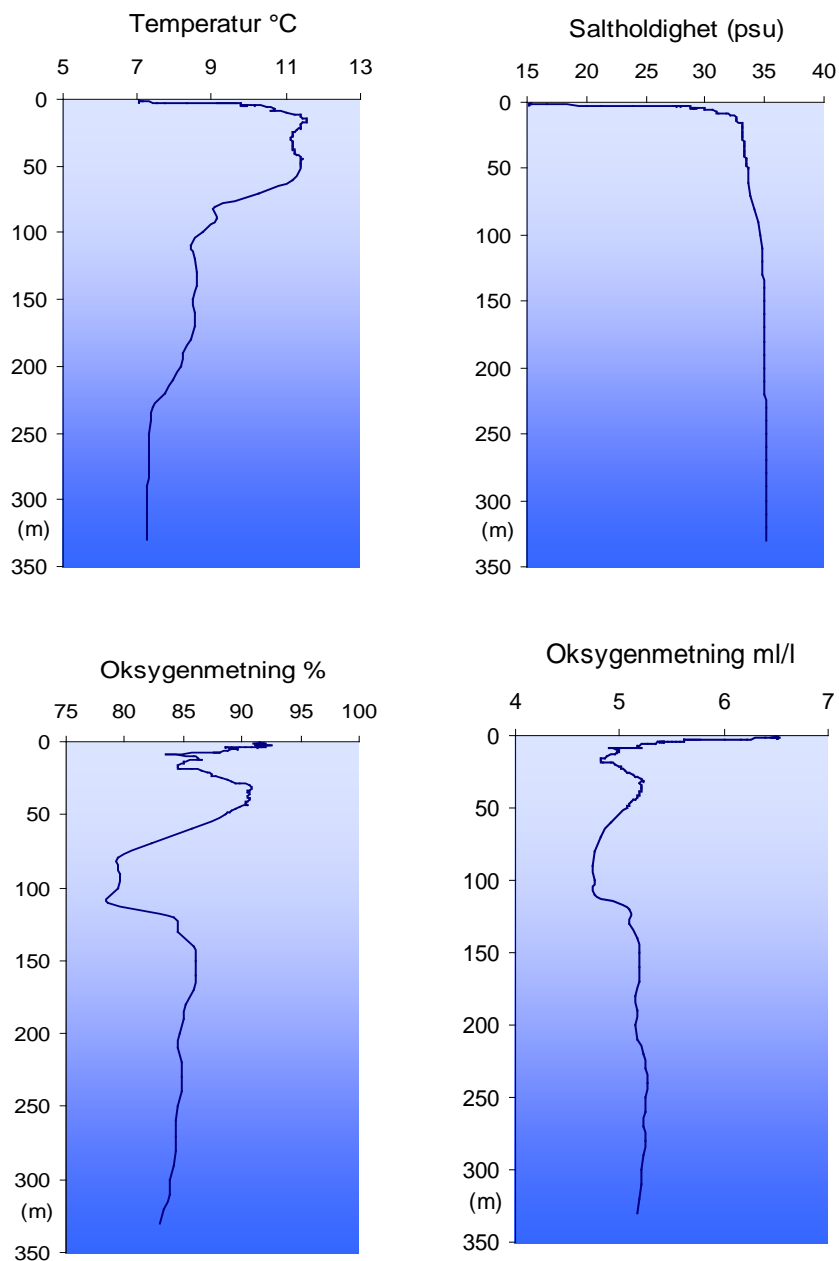 Temperatur °C
5 7 9 11 13
0
50
100
150
200
250
300
(m)
350
Saltholdighet (psu)
15 20 25 30 35 40
0
50
100
150
200
250
300
(m)
350
Oksygenmetning %
75 80 85 90 95 100
0
50
100
150
200
250
300
(m)
350
Oksygenmetning ml/l
4 5 6 7
0
50
100
150
200
250
300
(m)
350